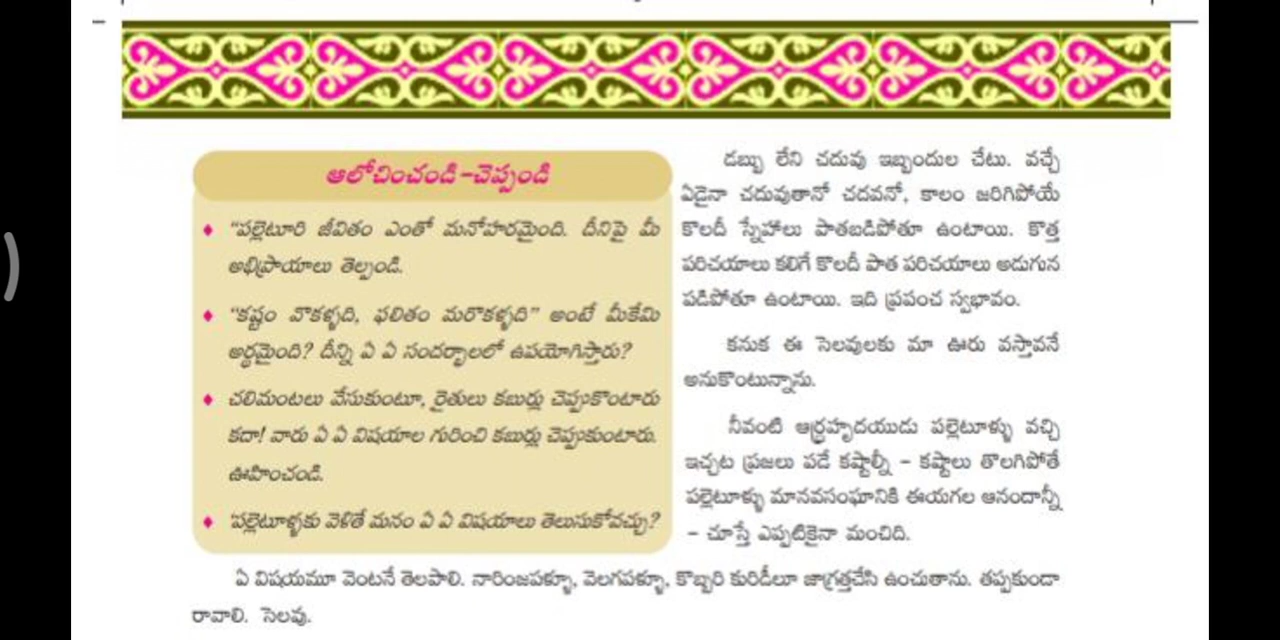 ఆలోచించండి-చెప్పండి
♦ "పల్లెటూరి జీవితం ఎంతో మనోహరమైంది. దీనిపై మీ
అభిప్రాయాలు తెల్పండి.
♦ "కష్టం వొకళ్ళది, ఫలితం మరొకళ్ళది" అంటే మీకేమి
అర్థమైంది? దీన్ని ఏ ఏ సందర్భాలలో ఉపయోగిస్తారు?
♦ చలిమంటలు వేసుకుంటూ, రైతులు కబుర్లు చెప్పుకొంటారు
కదా! వారు ఏ ఏ విషయాల గురించి కబుర్లు చెప్పుకుంటారు.
ఊహించండి.
♦ పల్లెటూళ్ళకు వెళితే మనం ఏ ఏ విషయాలు తెలుసుకోవచ్చు?
డబ్బు లేని చదువు ఇబ్బందుల చేటు. వచ్చే
ఏడైనా చదువుతానో చదవనో, కాలం జరిగిపోయే
కొలదీ స్నేహాలు పాతబడిపోతూ ఉంటాయి. కొత్త
పరిచయాలు కలిగే కొలదీ పాత పరిచయాలు అడుగున
పడిపోతూ ఉంటాయి. ఇది ప్రపంచ స్వభావం.
కనుక ఈ సెలవులకు మా ఊరు వస్తావనే
అనుకొంటున్నాను.
నీవంటి ఆర్ద్రహృదయుడు పల్లెటూళ్ళు వచ్చి
ఇచ్చట ప్రజలు పడే కష్టాల్నీ – కష్టాలు తొలగిపోతే
పల్లెటూళ్ళు మానవసంఘానికి ఈయగల ఆనందాన్నీ
– చూస్తే ఎప్పటికైనా మంచిది.
ఏ విషయమూ వెంటనే తెలపాలి. నారింజపళ్ళూ, వెలగపళ్ళూ, కొబ్బరి కురిడీలూ జాగ్రత్తచేసి ఉంచుతాను. తప్పకుండా
రావాలి. సెలవు.